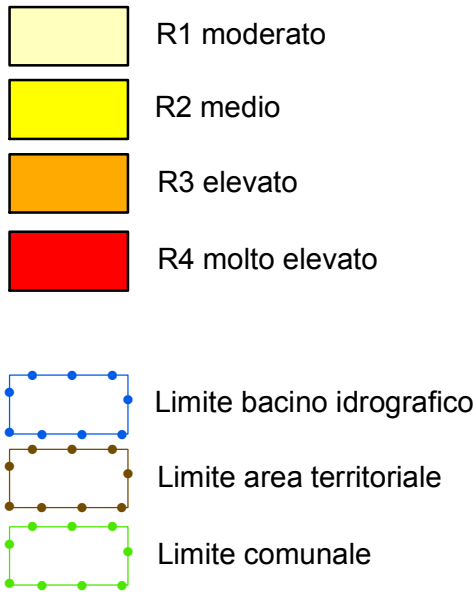 R1 moderato
R2 medio
R3 elevato
R4 molto elevato
Limite bacino idrografico
Limite area territoriale
Limite comunale